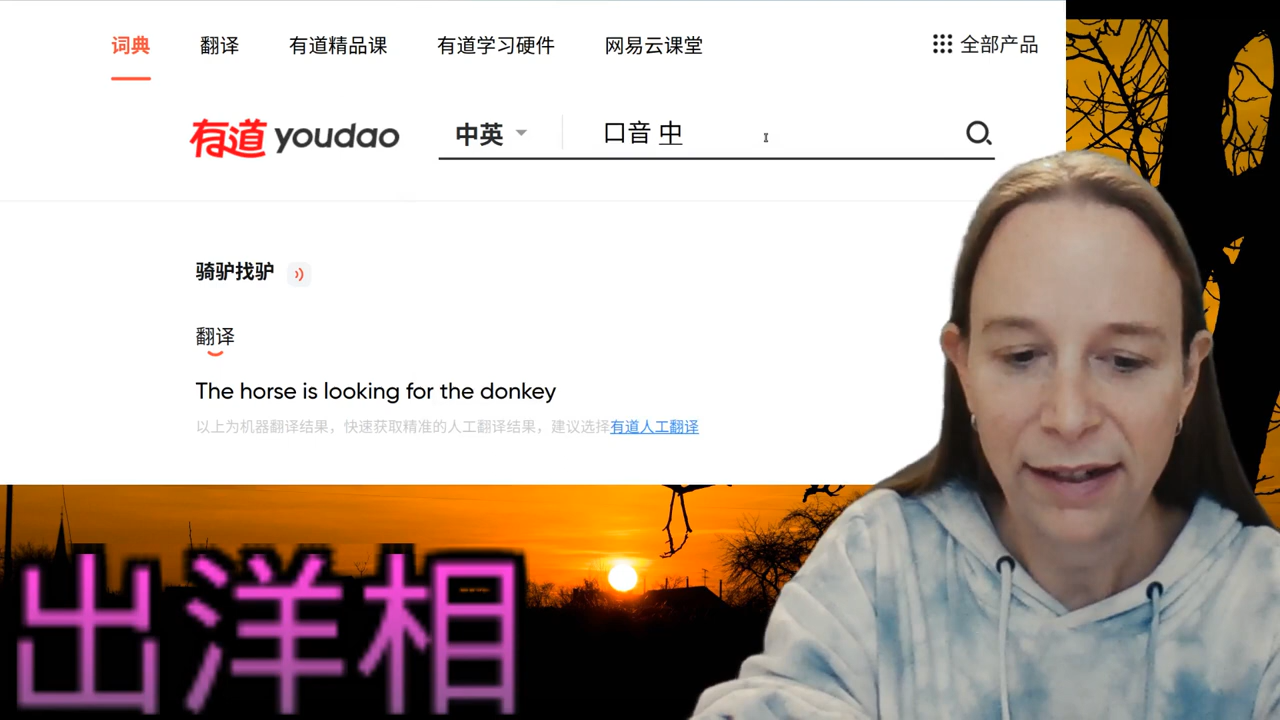 词典 翻译 有道精品课 有道学习硬件 网易云课堂 全部产品
有道 youdao 中英 口音 中
骑驴找驴
翻译
The horse is looking for the donkey
以上为机器翻译结果，快速获取精准的人工翻译结果，建议选择有道人工翻译
出洋相